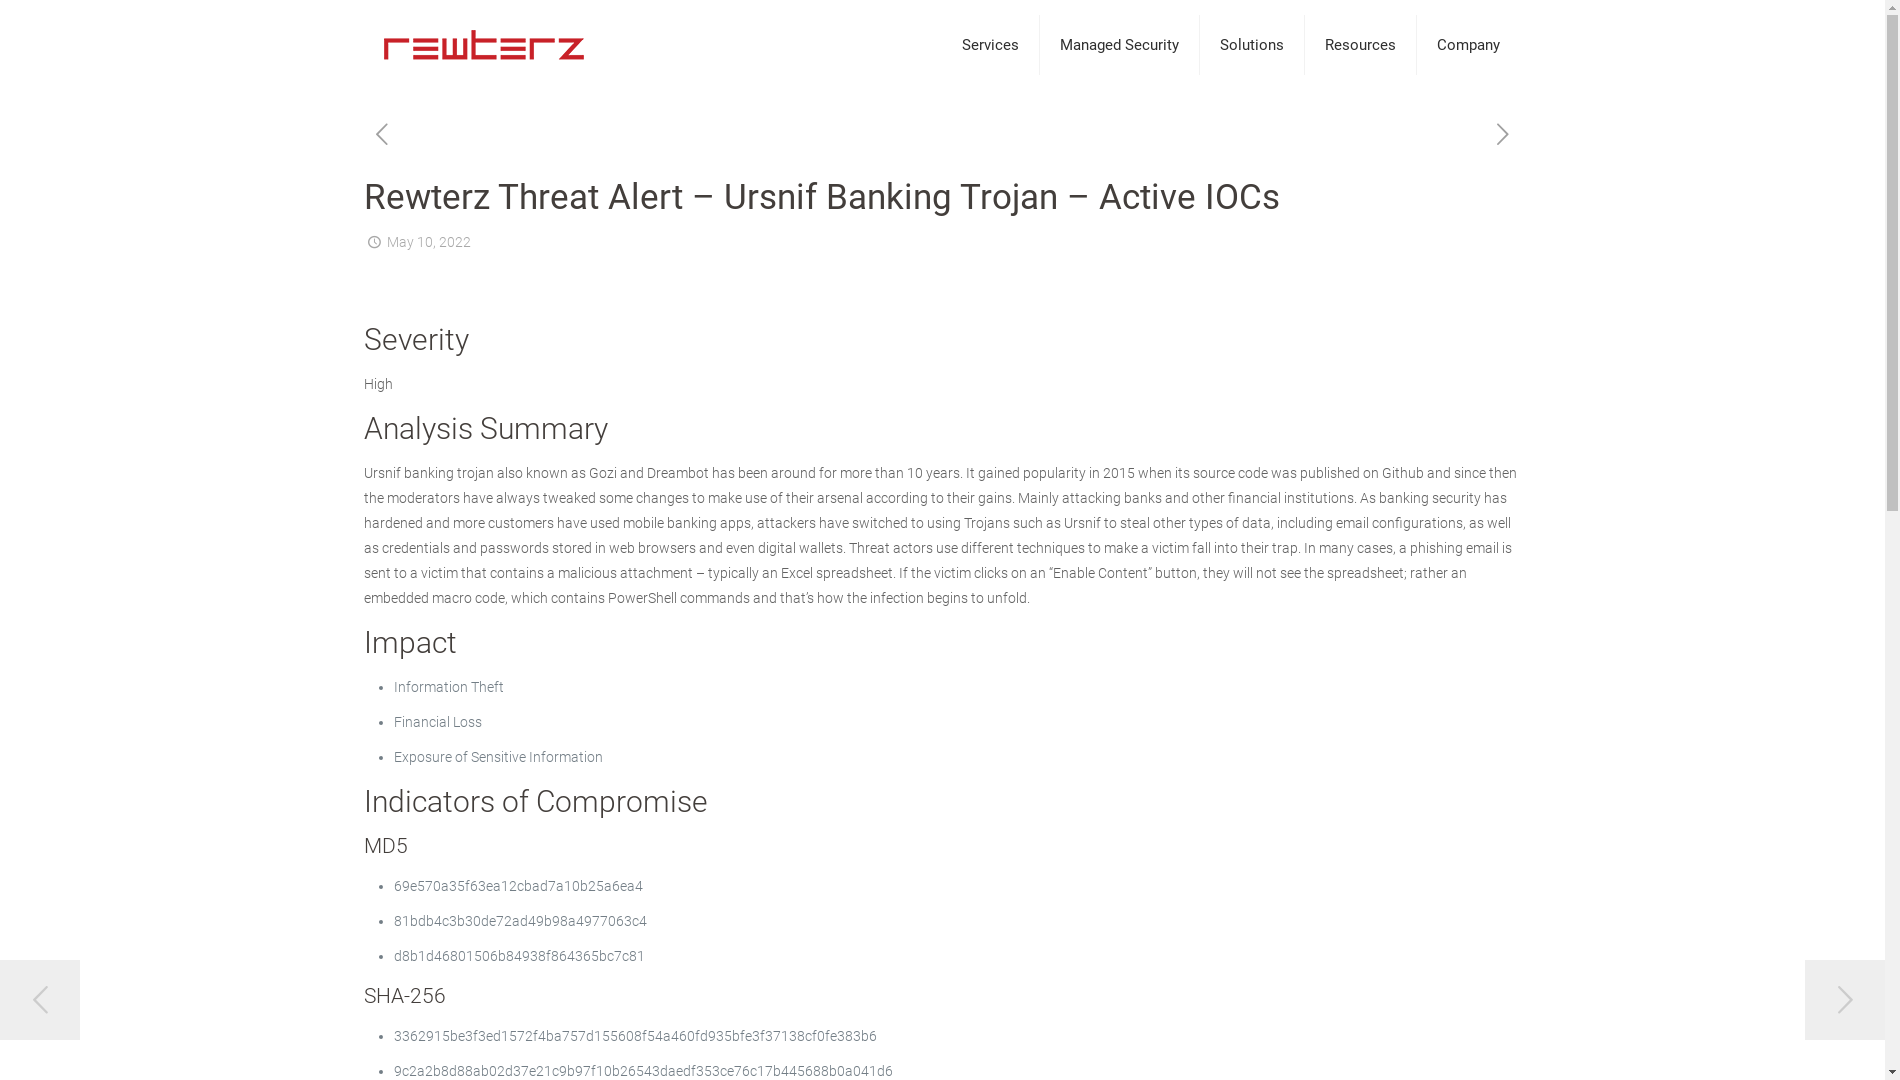 rewterz
Services
Managed Security
Solutions
Resources
Company
Rewterz Threat Alert – Ursnif Banking Trojan – Active IOCs
May 10, 2022
Severity
High
Analysis Summary
Ursnif banking trojan also known as Gozi and Dreambot has been around for more than 10 years. It gained popularity in 2015 when its source code was published on Github and since then
the moderators have always tweaked some changes to make use of their arsenal according to their gains. Mainly attacking banks and other financial institutions. As banking security has
hardened and more customers have used mobile banking apps, attackers have switched to using Trojans such as Ursnif to steal other types of data, including email configurations, as well
as credentials and passwords stored in web browsers and even digital wallets. Threat actors use different techniques to make a victim fall into their trap. In many cases, a phishing email is
sent to a victim that contains a malicious attachment – typically an Excel spreadsheet. If the victim clicks on an “Enable Content” button, they will not see the spreadsheet; rather an
embedded macro code, which contains PowerShell commands and that’s how the infection begins to unfold.
Impact
• Information Theft
• Financial Loss
• Exposure of Sensitive Information
Indicators of Compromise
MD5
• 69e570a35f63ea12cbad7a10b25a6ea4
• 81bdb4c3b30de72ad49b98a4977063c4
• d8b1d46801506b84938f864365bc7c81
SHA-256
• 3362915be3f3ed1572f4ba757d155608f54a460fd935bfe3f37138cf0fe383b6
• 9c2a2b8d88ab02d37e21c9b97f10b26543daedf353ce76c17b445688b0a041d6